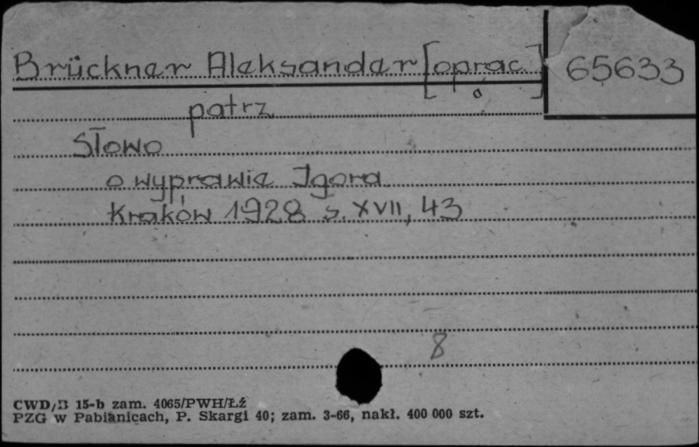 Brückner Aleksander [oprac.] 65633
patrz
Słowo
o wyprawie Igora
Kraków 1928 s. XVII, 43
8
CWD/B 15-b zam. 4065/PWH/ŁŹ
PZG w Pabianicach, P. Skargi 40; zam. 3-66, nakł. 400 000 szt.